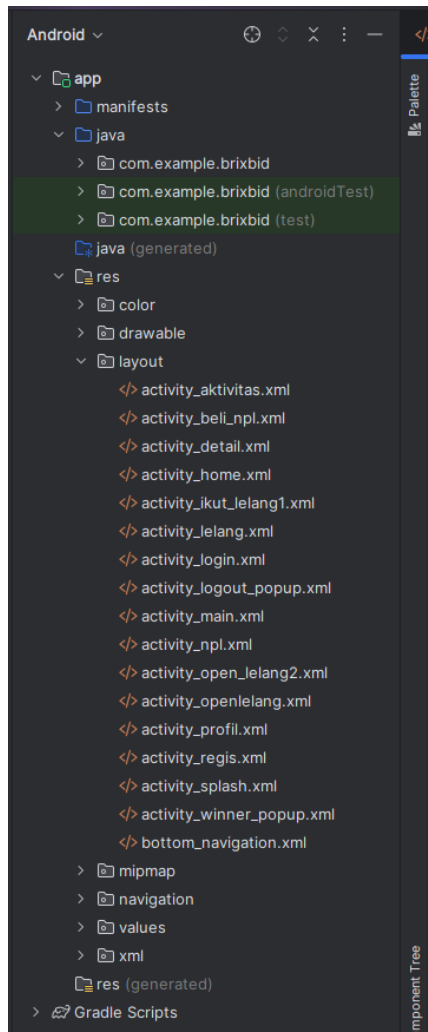 Android
app
manifests
java
com.example.brixbid
com.example.brixbid (androidTest)
com.example.brixbid (test)
java (generated)
res
color
drawable
layout
activity_aktivitas.xml
activity_beli_npl.xml
activity_detail.xml
activity_home.xml
activity_ikut_lelang1.xml
activity_lelang.xml
activity_login.xml
activity_logout_popup.xml
activity_main.xml
activity_npl.xml
activity_open_lelang2.xml
activity_openlelang.xml
activity_profil.xml
activity_regis.xml
activity_splash.xml
activity_winner_popup.xml
bottom_navigation.xml
mipmap
navigation
values
xml
res (generated)
Gradle Scripts
Palette
mponent Tree